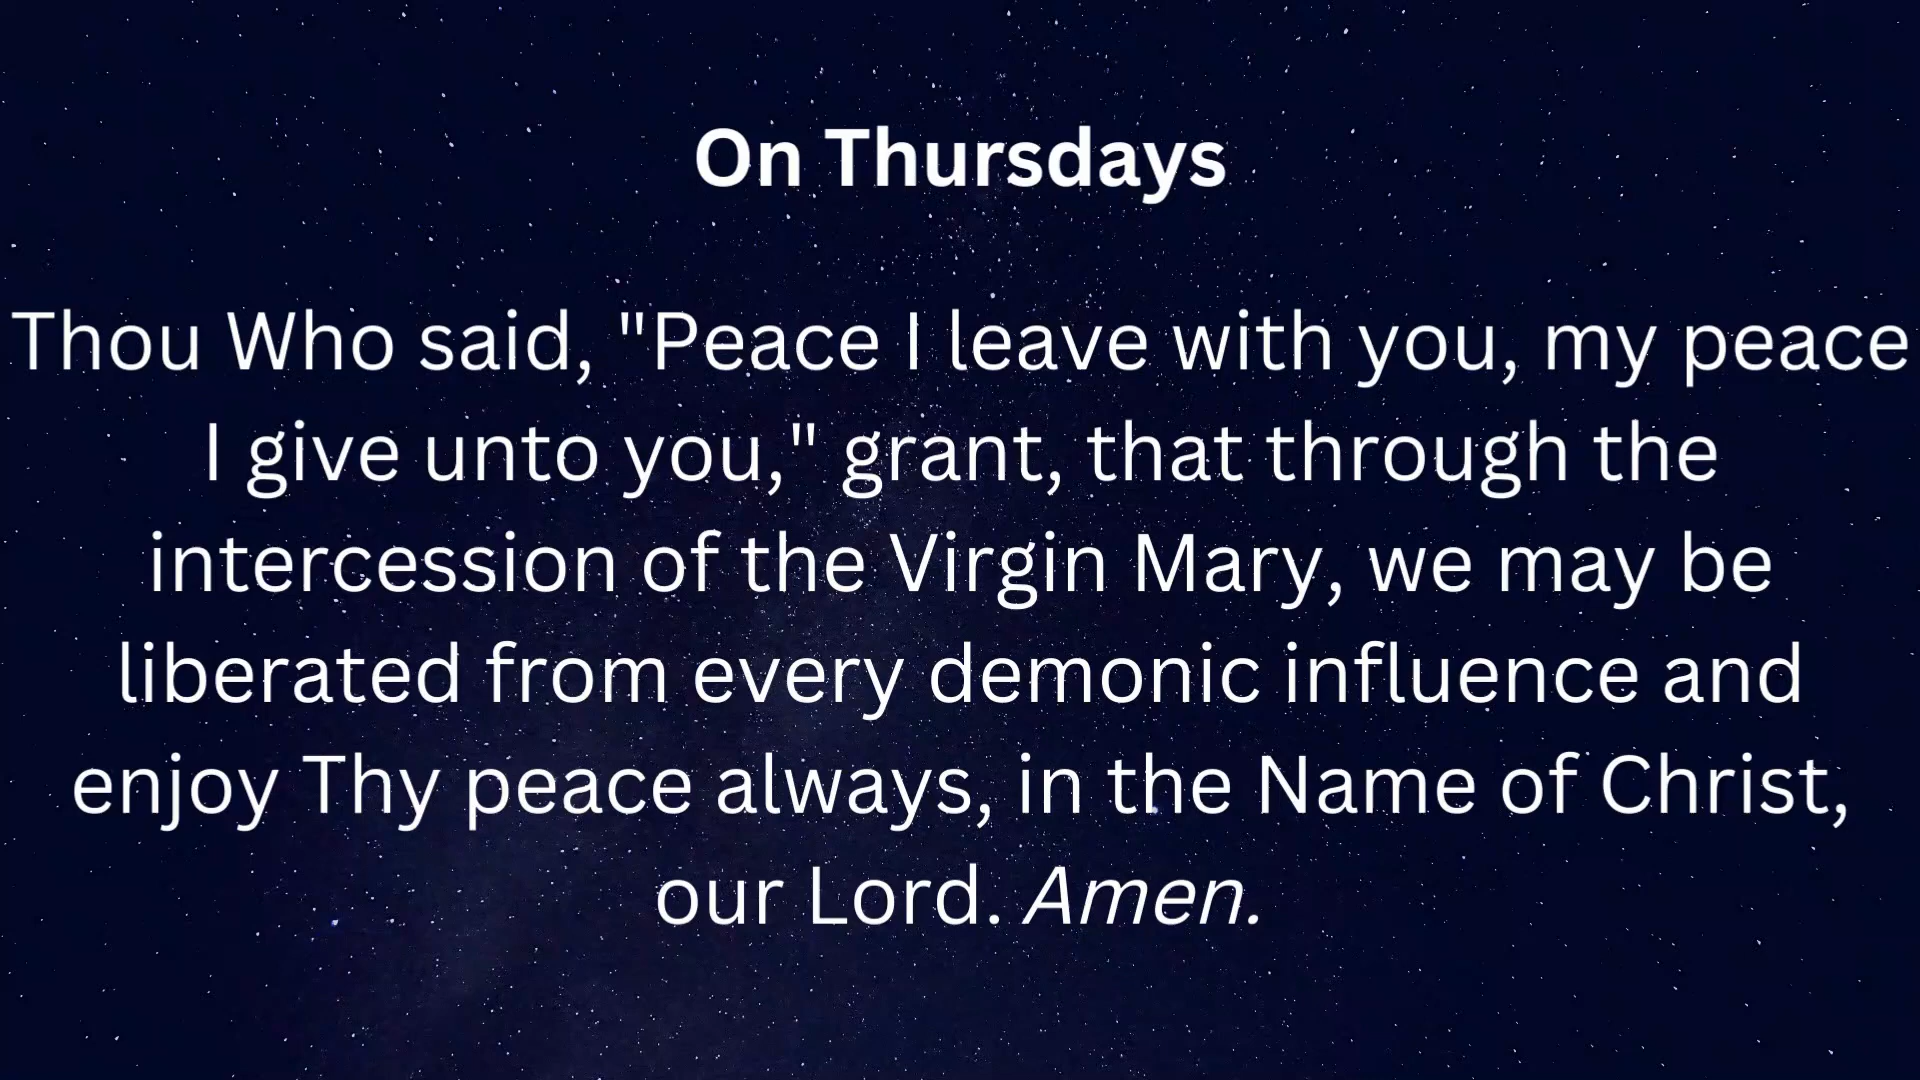 On Thursdays
Thou Who said, "Peace I leave with you, my peace
I give unto you," grant, that through the
intercession of the Virgin Mary, we may be
liberated from every demonic influence and
enjoy Thy peace always, in the Name of Christ,
our Lord. Amen.